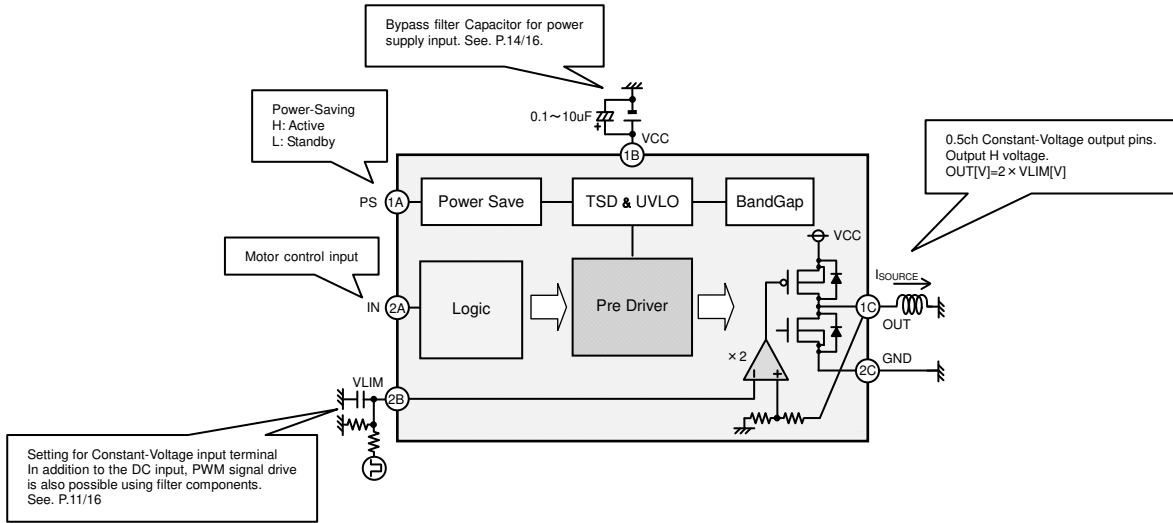 Bypass filter Capacitor for power
supply input. See. P.14/16.
Power-Saving
H: Active
L: Standby
0.1～10uF
+
VCC
1B
0.5ch Constant-Voltage output pins.
Output H voltage.
OUT[V]=2×VLIM[V]
PS
1A
Power Save
TSD & UVLO
BandGap
Motor control input
VCC
ISOURCE
IN
2A
Logic
Pre Driver
1C
OUT
×2
GND
2C
VLIM
2B
Setting for Constant-Voltage input terminal
In addition to the DC input, PWM signal drive
is also possible using filter components.
See. P.11/16